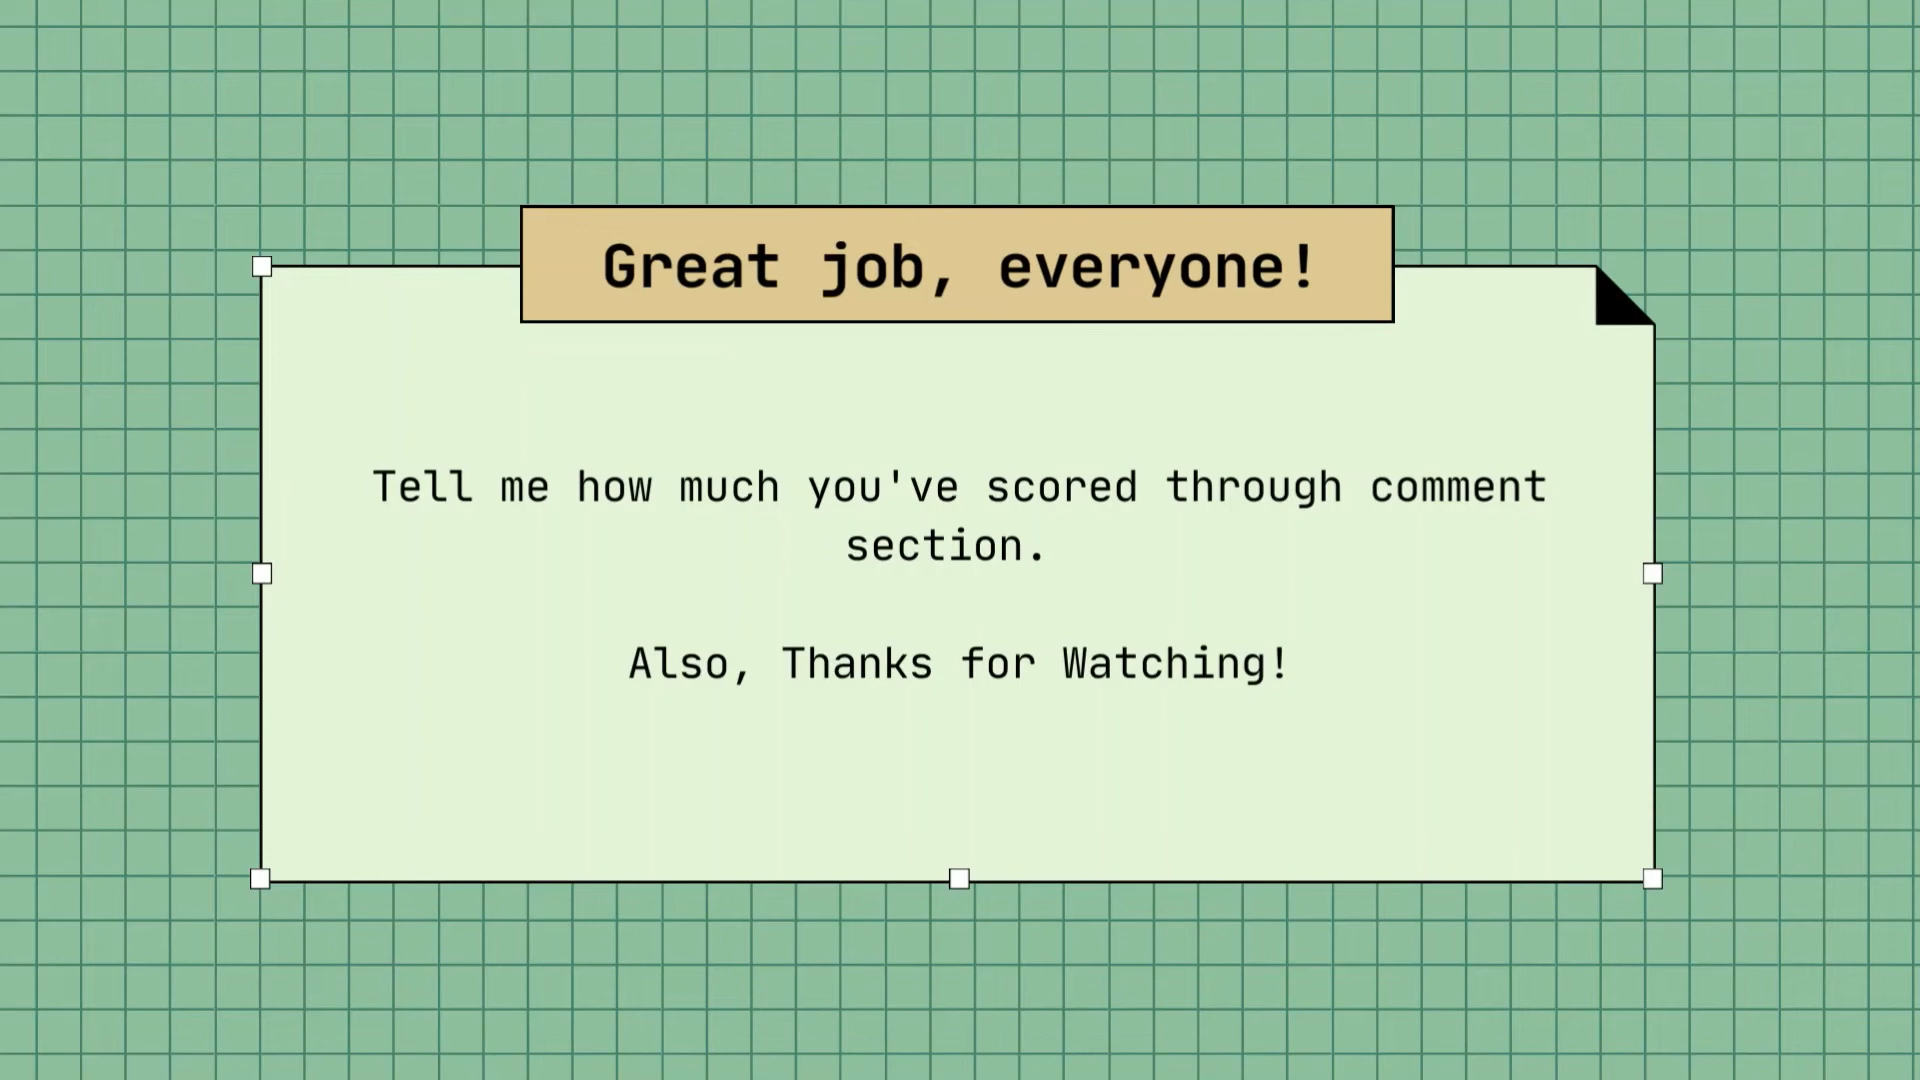 Great job, everyone!
Tell me how much you've scored through comment
section.
Also, Thanks for Watching!